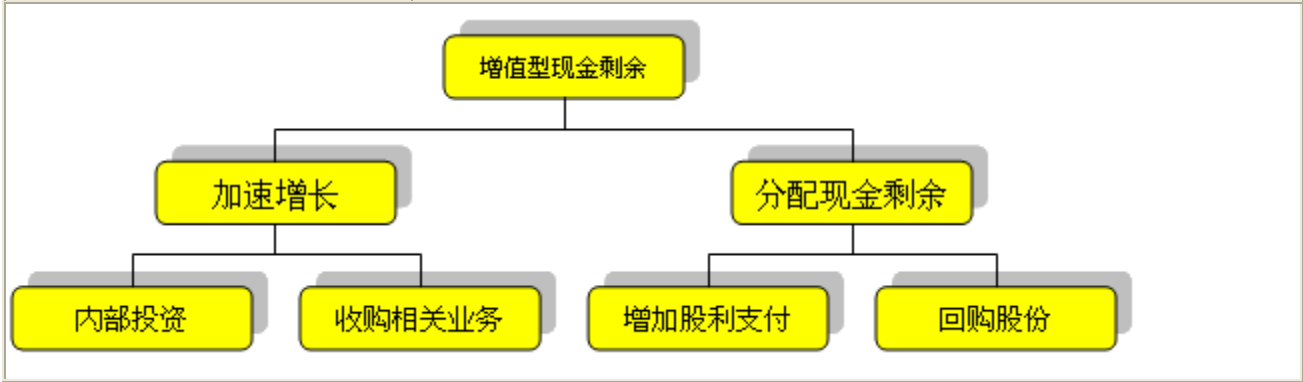 增值型现金剩余
加速增长
分配现金剩余
内部投资
收购相关业务
增加股利支付
回购股份